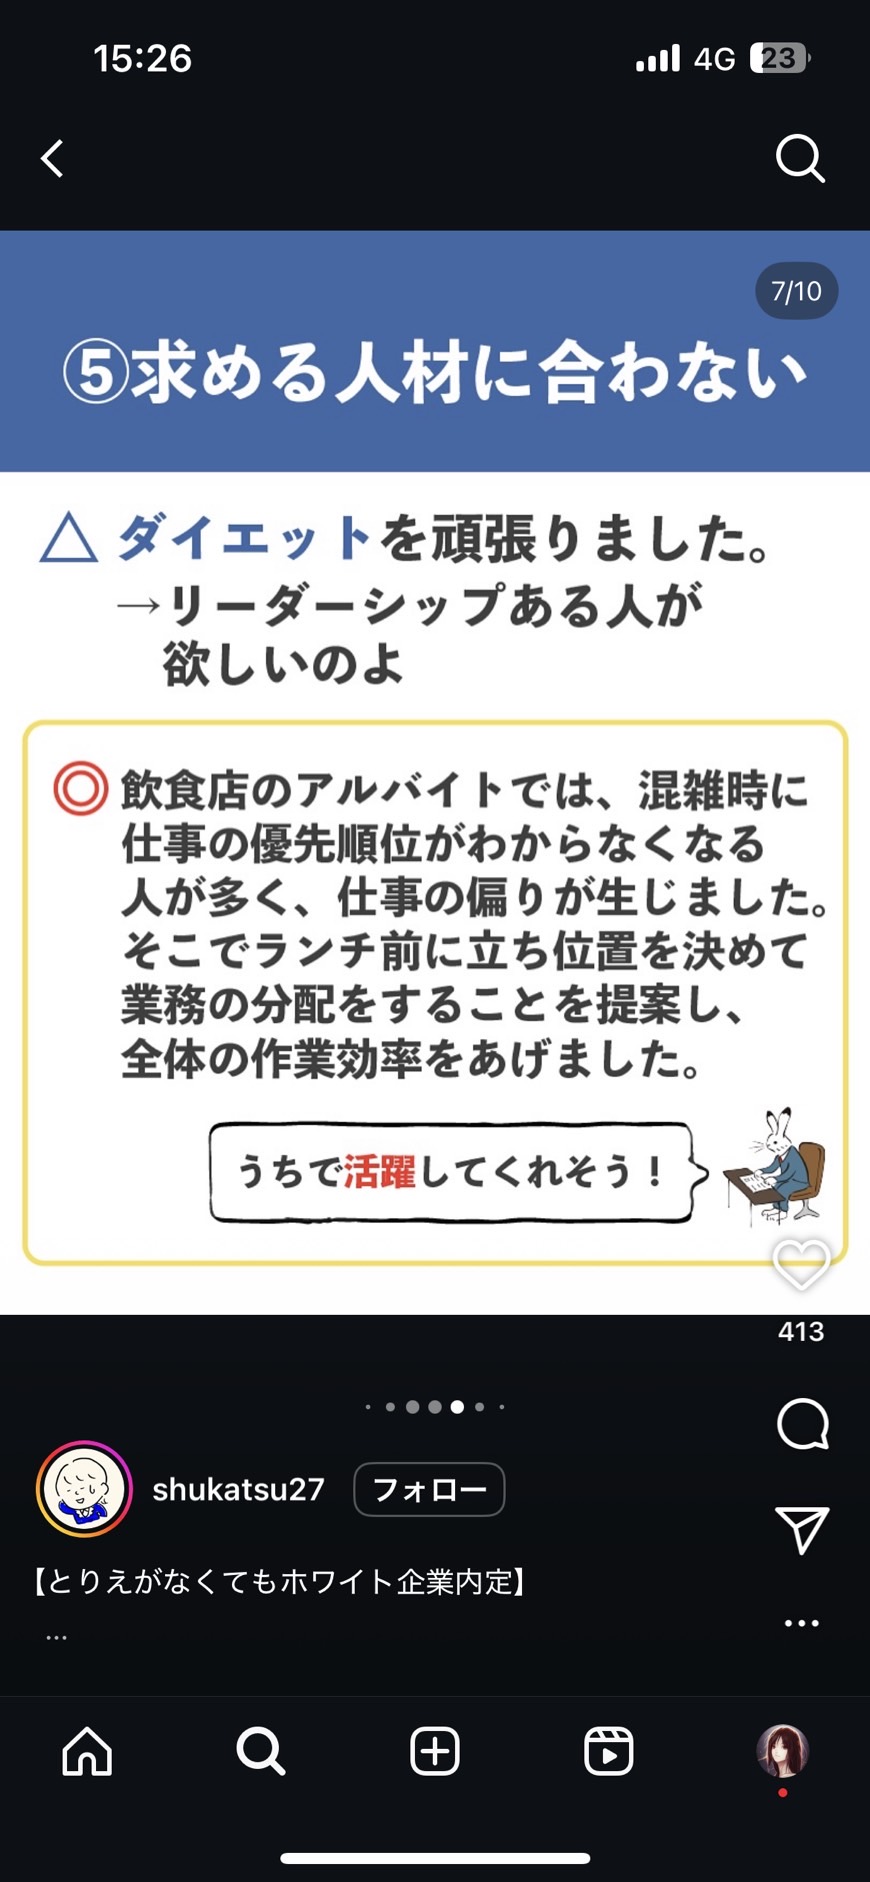 15:26
4G 23
7/10
⑤求める人材に合わない
△ ダイエットを頑張りました。
→リーダーシップある人が
欲しいのよ
◎ 飲食店のアルバイトでは、混雑時に
仕事の優先順位がわからなくなる
人が多く、仕事の偏りが生じました。
そこでランチ前に立ち位置を決めて
業務の分配をすることを提案し、
全体の作業効率をあげました。
うちで活躍してくれそう！
413
shukatsu27 フォロー
【とりえがなくてもホワイト企業内定】
...